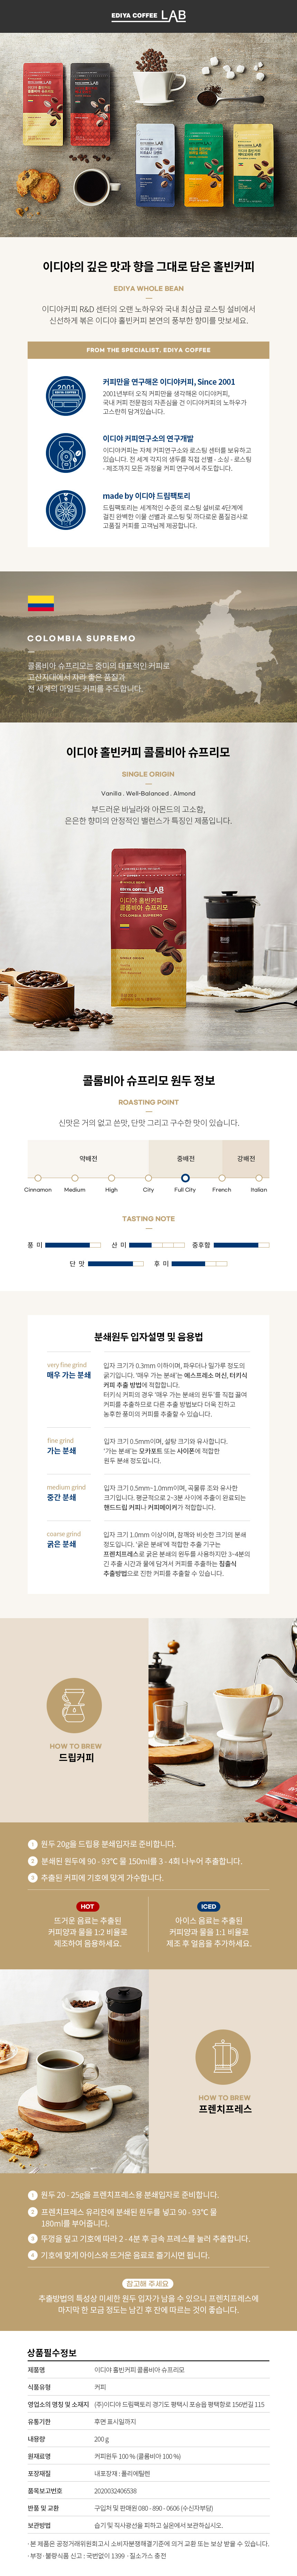 EDIYA COFFEE LAB
이디야의 깊은 맛과 향을 그대로 담은 홀빈커피
EDIYA WHOLE BEAN
이디야커피 R&D 센터의 오랜 노하우와 국내 최상급 로스팅 설비에서
신선하게 볶은 이디야 홀빈커피 본연의 풍부한 향미를 맛보세요.
FROM THE SPECIALIST, EDIYA COFFEE
2001
커피만을 연구해온 이디야커피, Since 2001
2001년부터 오직 커피만을 생각해온 이디야커피,
국내 커피 전문점의 자존심을 건 이디야커피의 노하우가
고스란히 담겨있습니다.
이디야 커피연구소의 연구개발
이디야커피는 자체 커피연구소와 로스팅 센터를 보유하고
있습니다. 전 세계 각지의 생두를 직접 선별 - 소싱 - 로스팅
- 제조까지 모든 과정을 커피 연구에서 주도합니다.
made by 이디야 드림팩토리
드림팩토리는 세계적인 수준의 로스팅 설비로 4단계에
걸친 완벽한 이물 선별과 로스팅 및 까다로운 품질검사로
고품질 커피를 고객님께 제공합니다.
COLOMBIA SUPREMO
콜롬비아 슈프리모는 중미의 대표적인 커피로
고산지대에서 자라 좋은 품질과
전 세계의 마일드 커피를 주도합니다.
이디야 홀빈커피 콜롬비아 슈프리모
SINGLE ORIGIN
Vanilla . Well-Balanced . Almond
부드러운 바닐라와 아몬드의 고소함,
은은한 향미의 안정적인 밸런스가 특징인 제품입니다.
WHOLE BEAN
EDIYA COFFEE LAB
이디야 홀빈커피
콜롬비아 슈프리모
COLOMBIA SUPREMO
콜롬비아 슈프리모 원두 정보
ROASTING POINT
신맛은 거의 없고 쓴맛, 단맛 그리고 구수한 맛이 있습니다.
약배전 중배전 강배전
Cinnamon Medium High City Full City French Italian
TASTING NOTE
풍 미 산 미 중후함
단 맛 후 미
분쇄원두 입자설명 및 음용법
very fine grind
매우 가는 분쇄
입자 크기가 0.3mm 이하이며, 파우더나 밀가루 정도의
굵기입니다. '매우 가는 분쇄'는 에스프레소 머신, 터키식
커피 추출 방법에 적합합니다.
터키식 커피의 경우 '매우 가는 분쇄의 원두'를 직접 끓여
커피를 추출하므로 다른 추출 방법보다 더욱 진하고
농후한 풍미의 커피를 추출할 수 있습니다.
fine grind
가는 분쇄
입자 크기 0.5mm이며, 설탕 크기와 유사합니다.
'가는 분쇄'는 모카포트 또는 사이폰에 적합한
원두 분쇄 정도입니다.
medium grind
중간 분쇄
입자 크기 0.5mm~1.0mm이며, 곡물류 조와 유사한
크기입니다. 평균적으로 2~3분 사이에 추출이 완료되는
핸드드립 커피나 커피메이커가 적합합니다.
coarse grind
굵은 분쇄
입자 크기 1.0mm 이상이며, 참깨와 비슷한 크기의 분쇄
정도입니다. '굵은 분쇄'에 적합한 추출 기구는
프렌치프레스로 굵은 분쇄의 원두를 사용하지만 3~4분의
긴 추출 시간과 물에 담겨서 커피를 추출하는 침출식
추출방법으로 진한 커피를 추출할 수 있습니다.
HOW TO BREW
드립커피
1 원두 20g을 드립용 분쇄입자로 준비합니다.
2 분쇄된 원두에 90 - 93℃ 물 150ml를 3 - 4회 나누어 추출합니다.
3 추출된 커피에 기호에 맞게 가수합니다.
HOT
뜨거운 음료는 추출된
커피양과 물을 1:2 비율로
제조하여 음용하세요.
ICED
아이스 음료는 추출된
커피양과 물을 1:1 비율로
제조 후 얼음을 추가하세요.
HOW TO BREW
프렌치프레스
1 원두 20 - 25g을 프렌치프레스용 분쇄입자로 준비합니다.
2 프렌치프레스 유리잔에 분쇄된 원두를 넣고 90 - 93℃ 물
180ml를 부어줍니다.
3 뚜껑을 덮고 기호에 따라 2 - 4분 후 금속 프레스를 눌러 추출합니다.
4 기호에 맞게 아이스와 뜨거운 음료로 즐기시면 됩니다.
참고해 주세요
추출방법의 특성상 미세한 원두 입자가 남을 수 있으니 프렌치프레스에
마지막 한 모금 정도는 남긴 후 잔에 따르는 것이 좋습니다.
상품필수정보
제품명 이디야 홀빈커피 콜롬비아 슈프리모
식품유형 커피
영업소의 명칭 및 소재지 (주)이디야 드림팩토리 경기도 평택시 포승읍 평택항로 156번길 115
유통기한 후면 표시일까지
내용량 200 g
원재료명 커피원두 100 % (콜롬비아 100 %)
포장재질 내포장재 : 폴리에틸렌
품목보고번호 2020032406538
반품 및 교환 구입처 및 판매원 080 - 890 - 0606 (수신자부담)
보관방법 습기 및 직사광선을 피하고 실온에서 보관하십시오.
· 본 제품은 공정거래위원회고시 소비자분쟁해결기준에 의거 교환 또는 보상 받을 수 있습니다.
· 부정 · 불량식품 신고 : 국번없이 1399 · 질소가스 충전